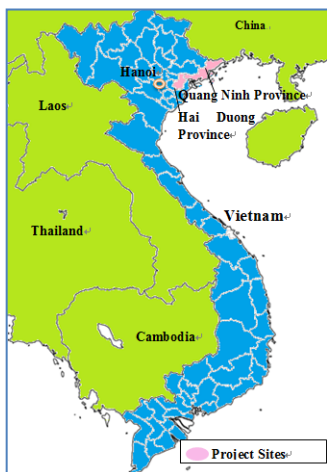 China
Hanoi
Laos
Quang Ninh Province
Hai Duong
Province
Vietnam
Thailand
Cambodia
Project Sites